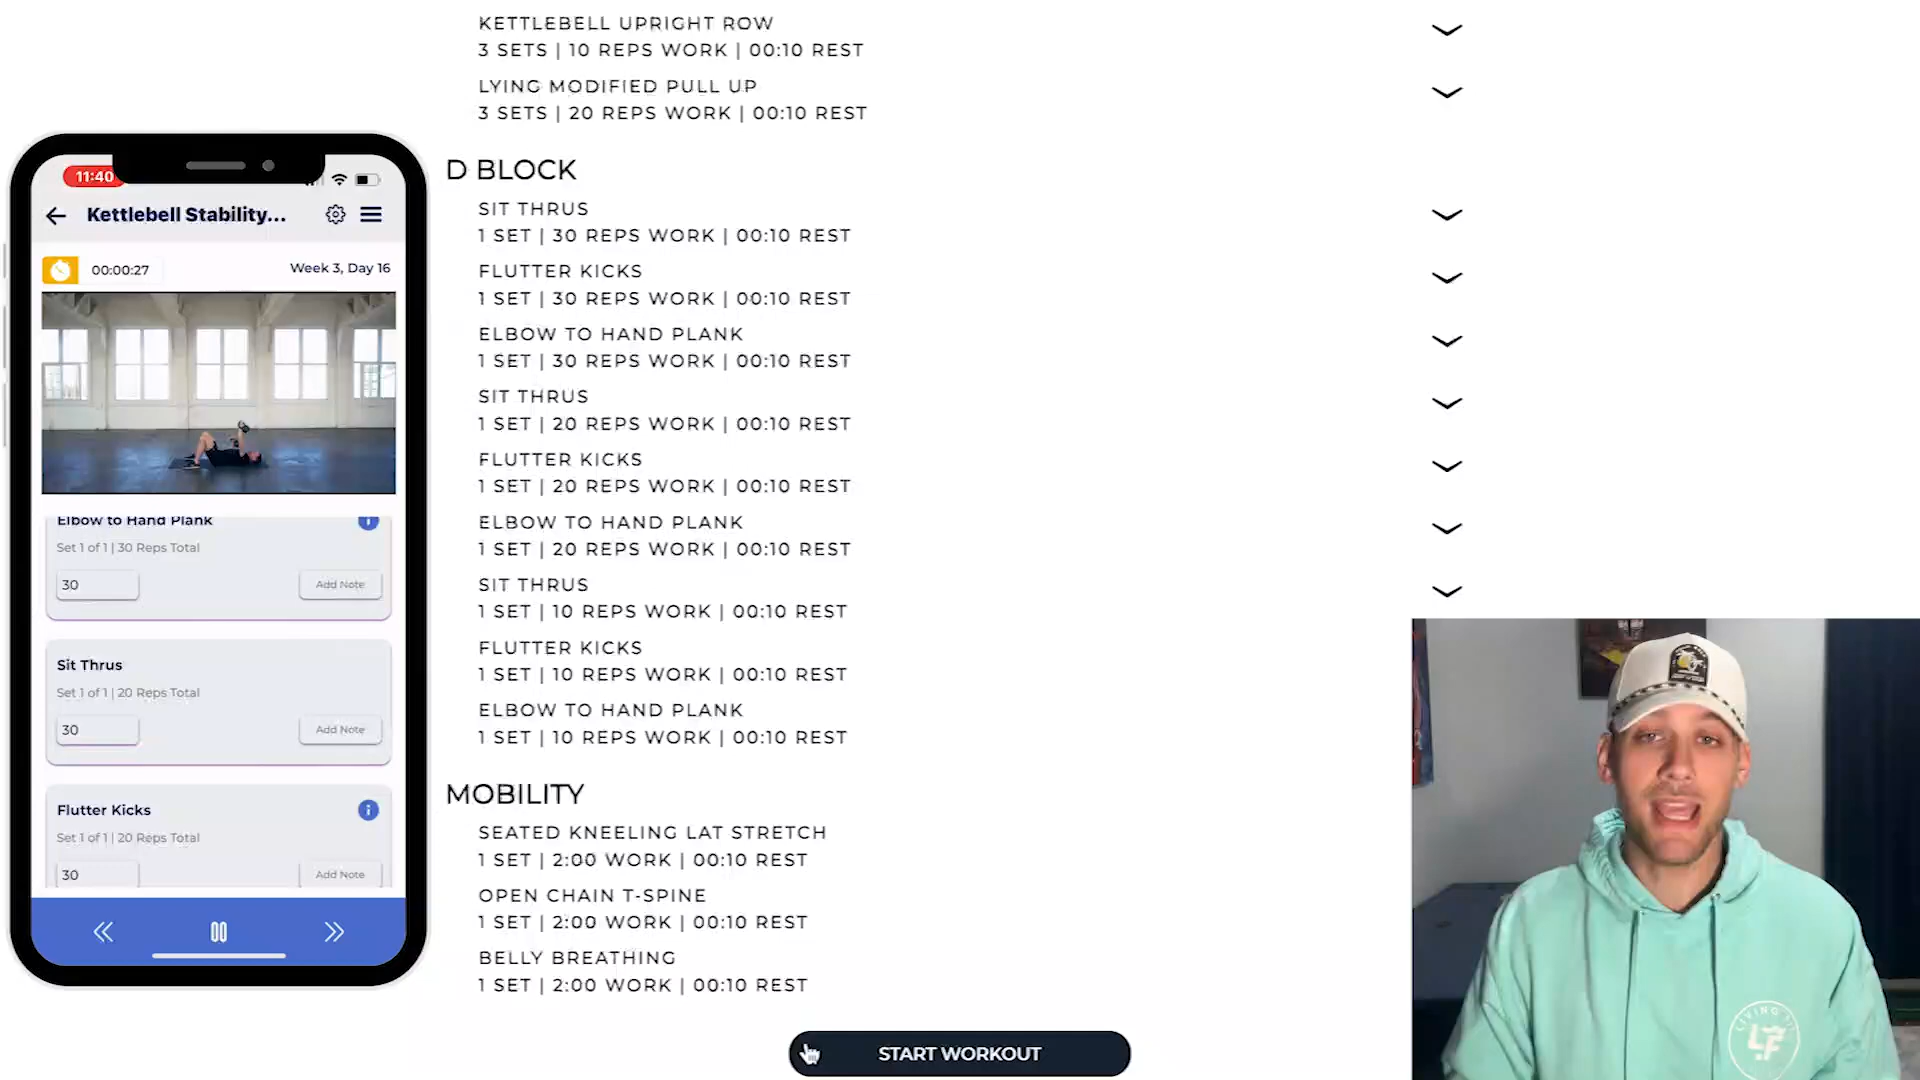 KETTLEBELL UPRIGHT ROW
3 SETS | 10 REPS WORK | 00:10 REST
LYING MODIFIED PULL UP
3 SETS | 20 REPS WORK | 00:10 REST
D BLOCK
SIT THRUS
1 SET | 30 REPS WORK | 00:10 REST
FLUTTER KICKS
1 SET | 30 REPS WORK | 00:10 REST
ELBOW TO HAND PLANK
1 SET | 30 REPS WORK | 00:10 REST
SIT THRUS
1 SET | 20 REPS WORK | 00:10 REST
FLUTTER KICKS
1 SET | 20 REPS WORK | 00:10 REST
ELBOW TO HAND PLANK
1 SET | 20 REPS WORK | 00:10 REST
SIT THRUS
1 SET | 10 REPS WORK | 00:10 REST
FLUTTER KICKS
1 SET | 10 REPS WORK | 00:10 REST
ELBOW TO HAND PLANK
1 SET | 10 REPS WORK | 00:10 REST
MOBILITY
SEATED KNEELING LAT STRETCH
1 SET | 2:00 WORK | 00:10 REST
OPEN CHAIN T-SPINE
1 SET | 2:00 WORK | 00:10 REST
BELLY BREATHING
1 SET | 2:00 WORK | 00:10 REST
START WORKOUT
11:40
Kettlebell Stability...
00:00:27
Week 3, Day 16
Elbow to Hand Plank
Set 1 of 1 | 30 Reps Total
30
Add Note
Sit Thrus
Set 1 of 1 | 20 Reps Total
30
Add Note
Flutter Kicks
Set 1 of 1 | 20 Reps Total
30
Add Note
LIVING
LF